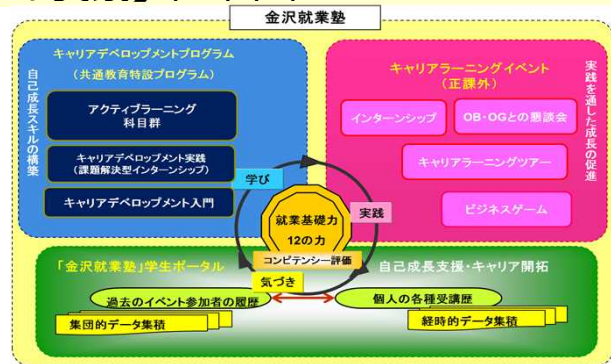 金沢就業塾
キャリアデベロップメントプログラム
(共通教育特設プログラム)
自己成長スキルの構築
アクティブラーニング
科目群
キャリアデベロップメント実践
(課題解決型インターンシップ)
キャリアデベロップメント入門
キャリアラーニングイベント
(正課外)
実践を通した成長の促進
インターンシップ
OB・OGとの懇談会
キャリアラーニングツアー
ビジネスゲーム
学び
実践
就業基礎力
12の力
コンピテンシー評価
気づき
「金沢就業塾」学生ポータル
自己成長支援・キャリア開拓
過去のイベント参加者の履歴
個人の各種受講歴
集団的データ集積
経時的データ集積